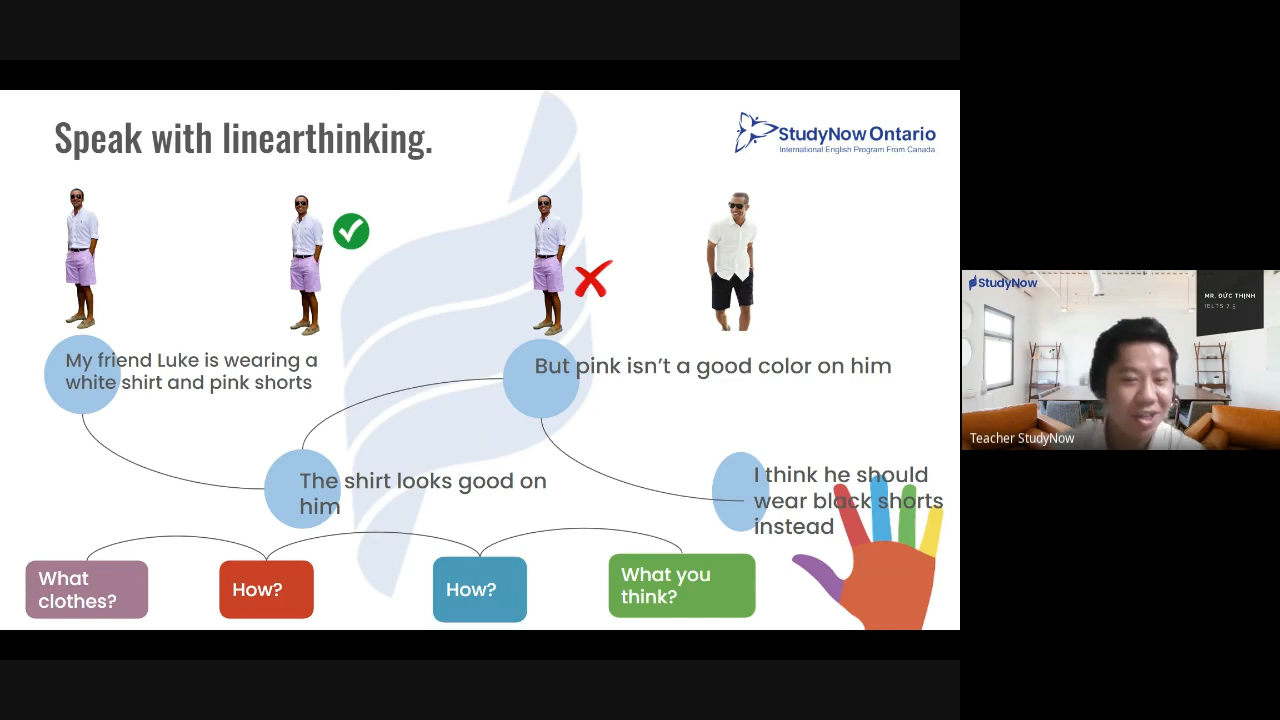 Speak with linearthinking.
StudyNow Ontario
International English Program From Canada
My friend Luke is wearing a
white shirt and pink shorts
But pink isn't a good color on him
The shirt looks good on
him
I think he should
wear black shorts
instead
What
clothes?
How?
How?
What you
think?
StudyNow
MR. ĐỨC THỊNH
Teacher StudyNow